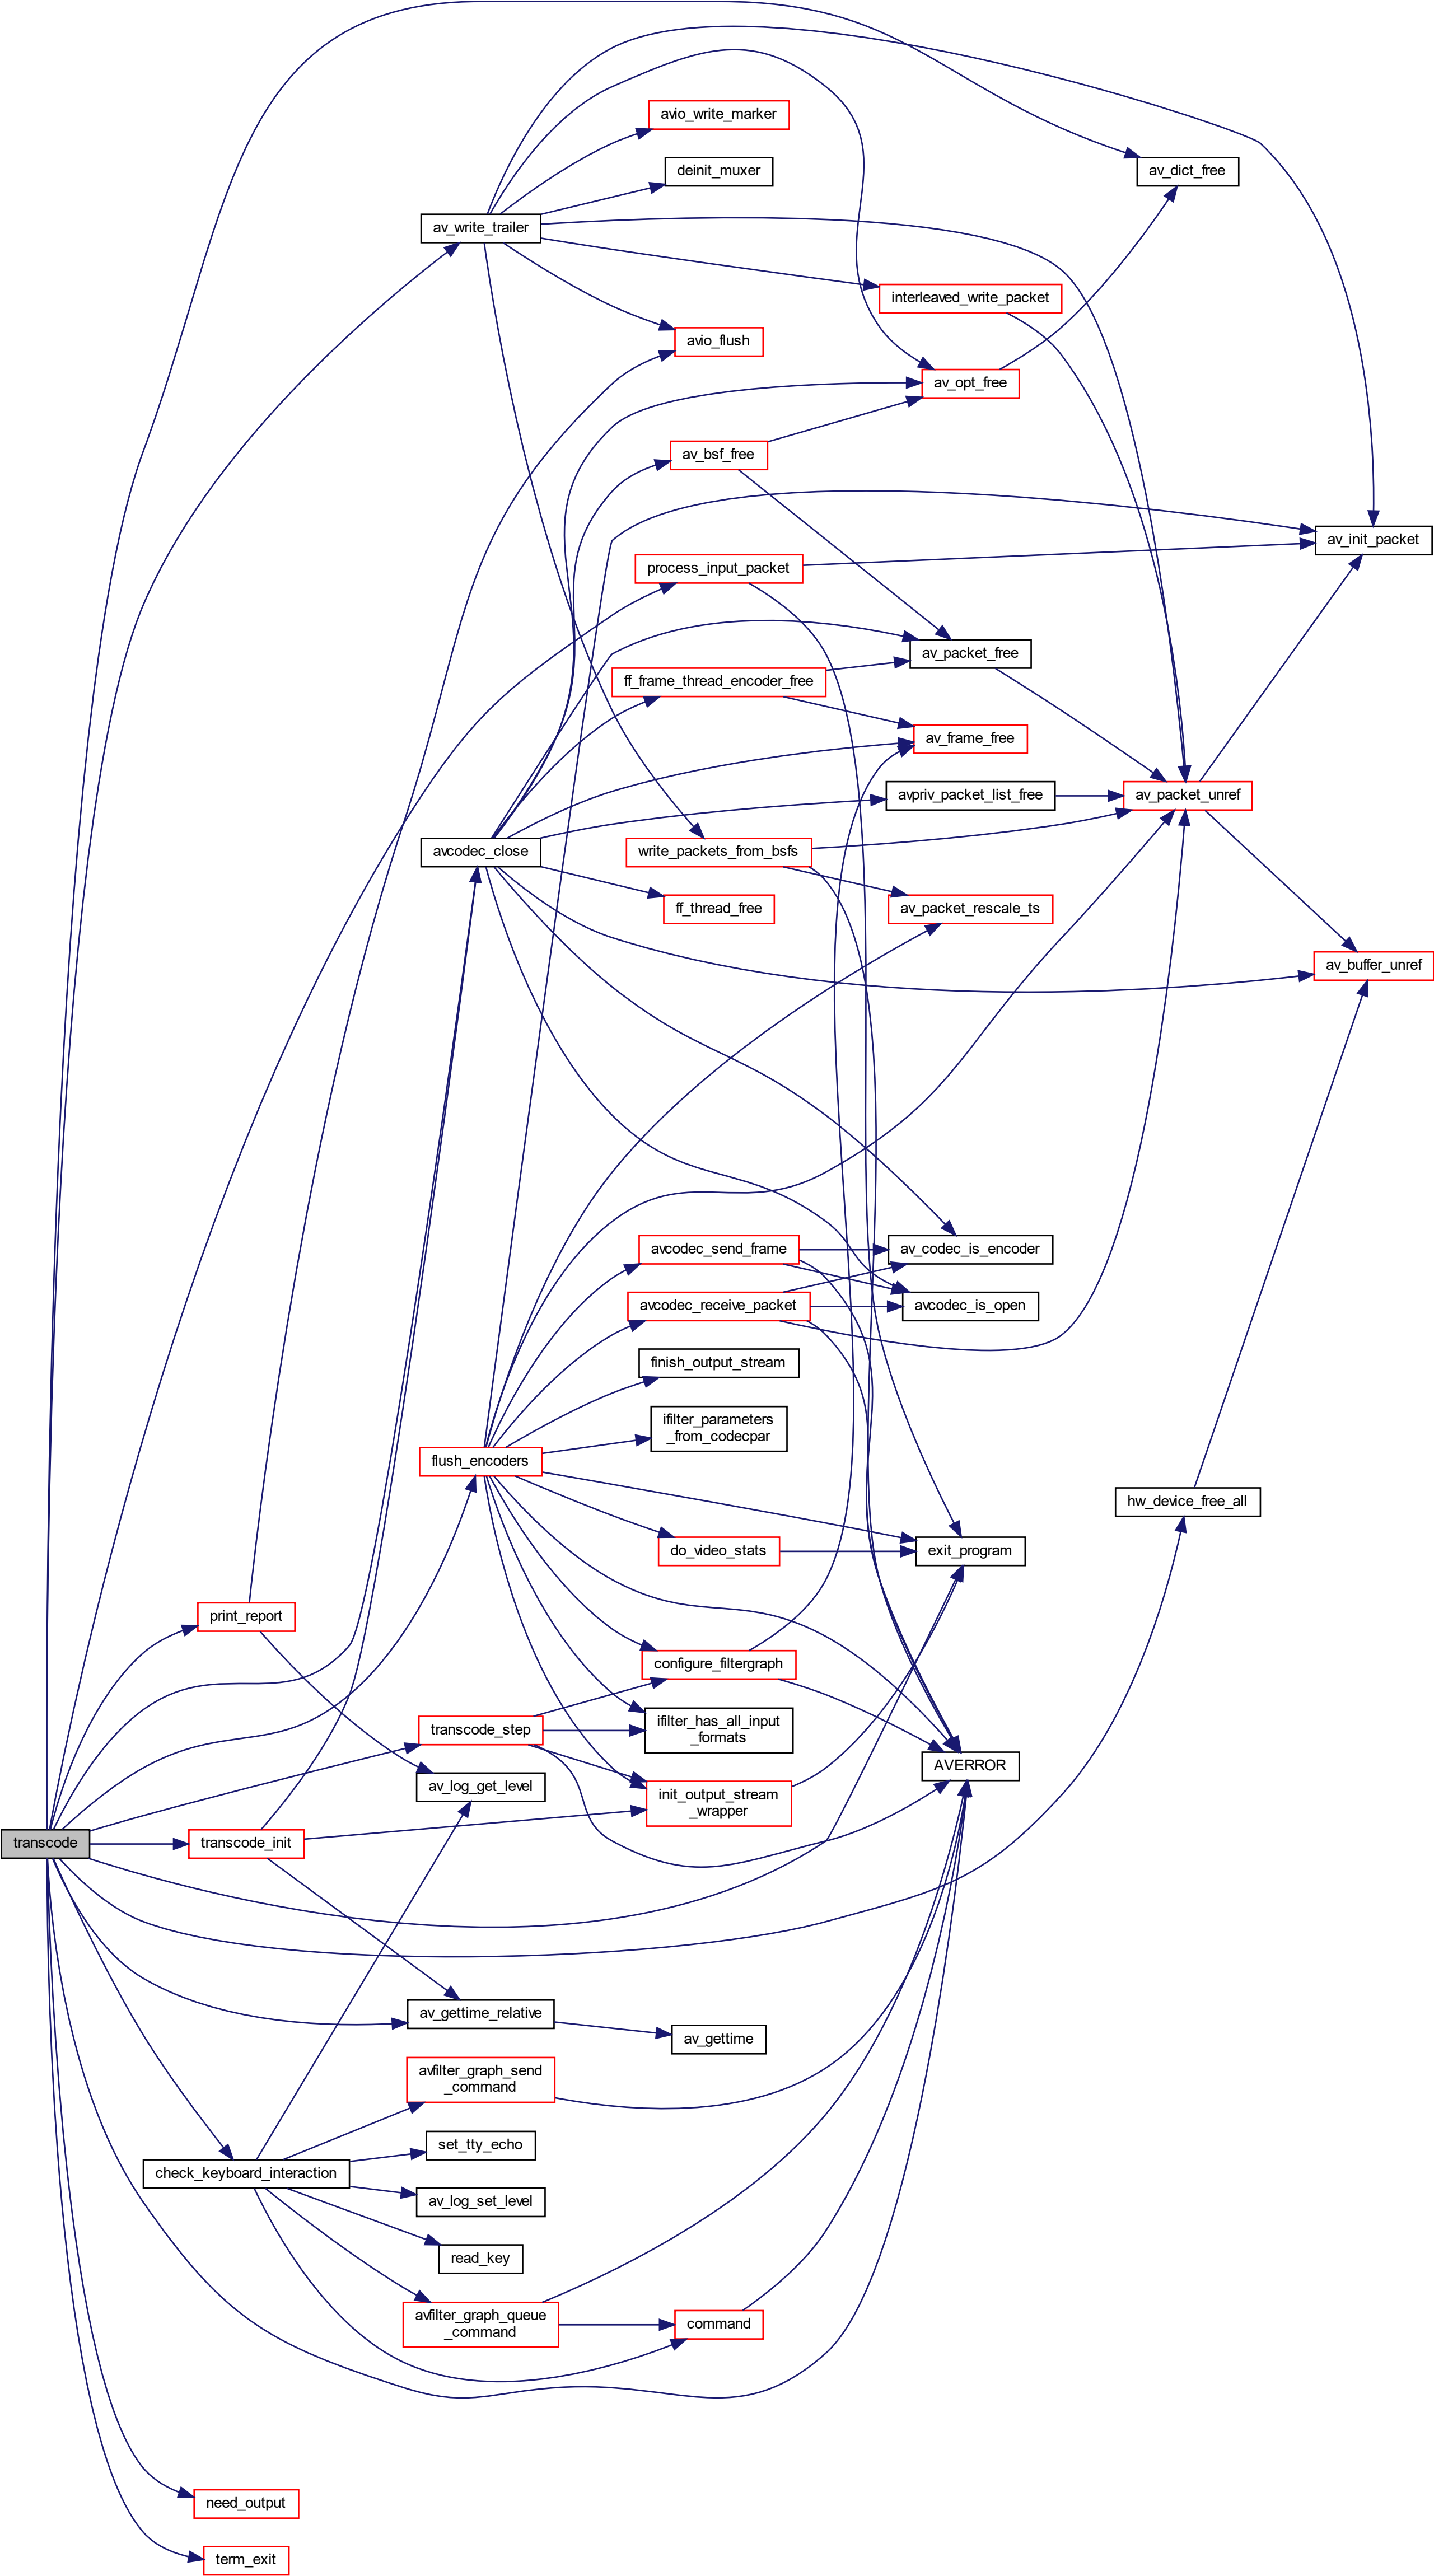 avio_write_marker
deinit_muxer
av_dict_free
av_write_trailer
interleaved_write_packet
avio_flush
av_opt_free
av_bsf_free
av_init_packet
process_input_packet
av_packet_free
ff_frame_thread_encoder_free
av_frame_free
avpriv_packet_list_free
av_packet_unref
avcodec_close
write_packets_from_bsfs
ff_thread_free
av_packet_rescale_ts
av_buffer_unref
avcodec_send_frame
av_codec_is_encoder
avcodec_receive_packet
avcodec_is_open
finish_output_stream
ifilter_parameters
_from_codecpar
flush_encoders
hw_device_free_all
do_video_stats
exit_program
print_report
configure_filtergraph
transcode_step
ifilter_has_all_input
_formats
AVERROR
av_log_get_level
init_output_stream
_wrapper
transcode
transcode_init
av_gettime_relative
av_gettime
avfilter_graph_send
_command
set_tty_echo
check_keyboard_interaction
av_log_set_level
read_key
avfilter_graph_queue
_command
command
need_output
term_exit